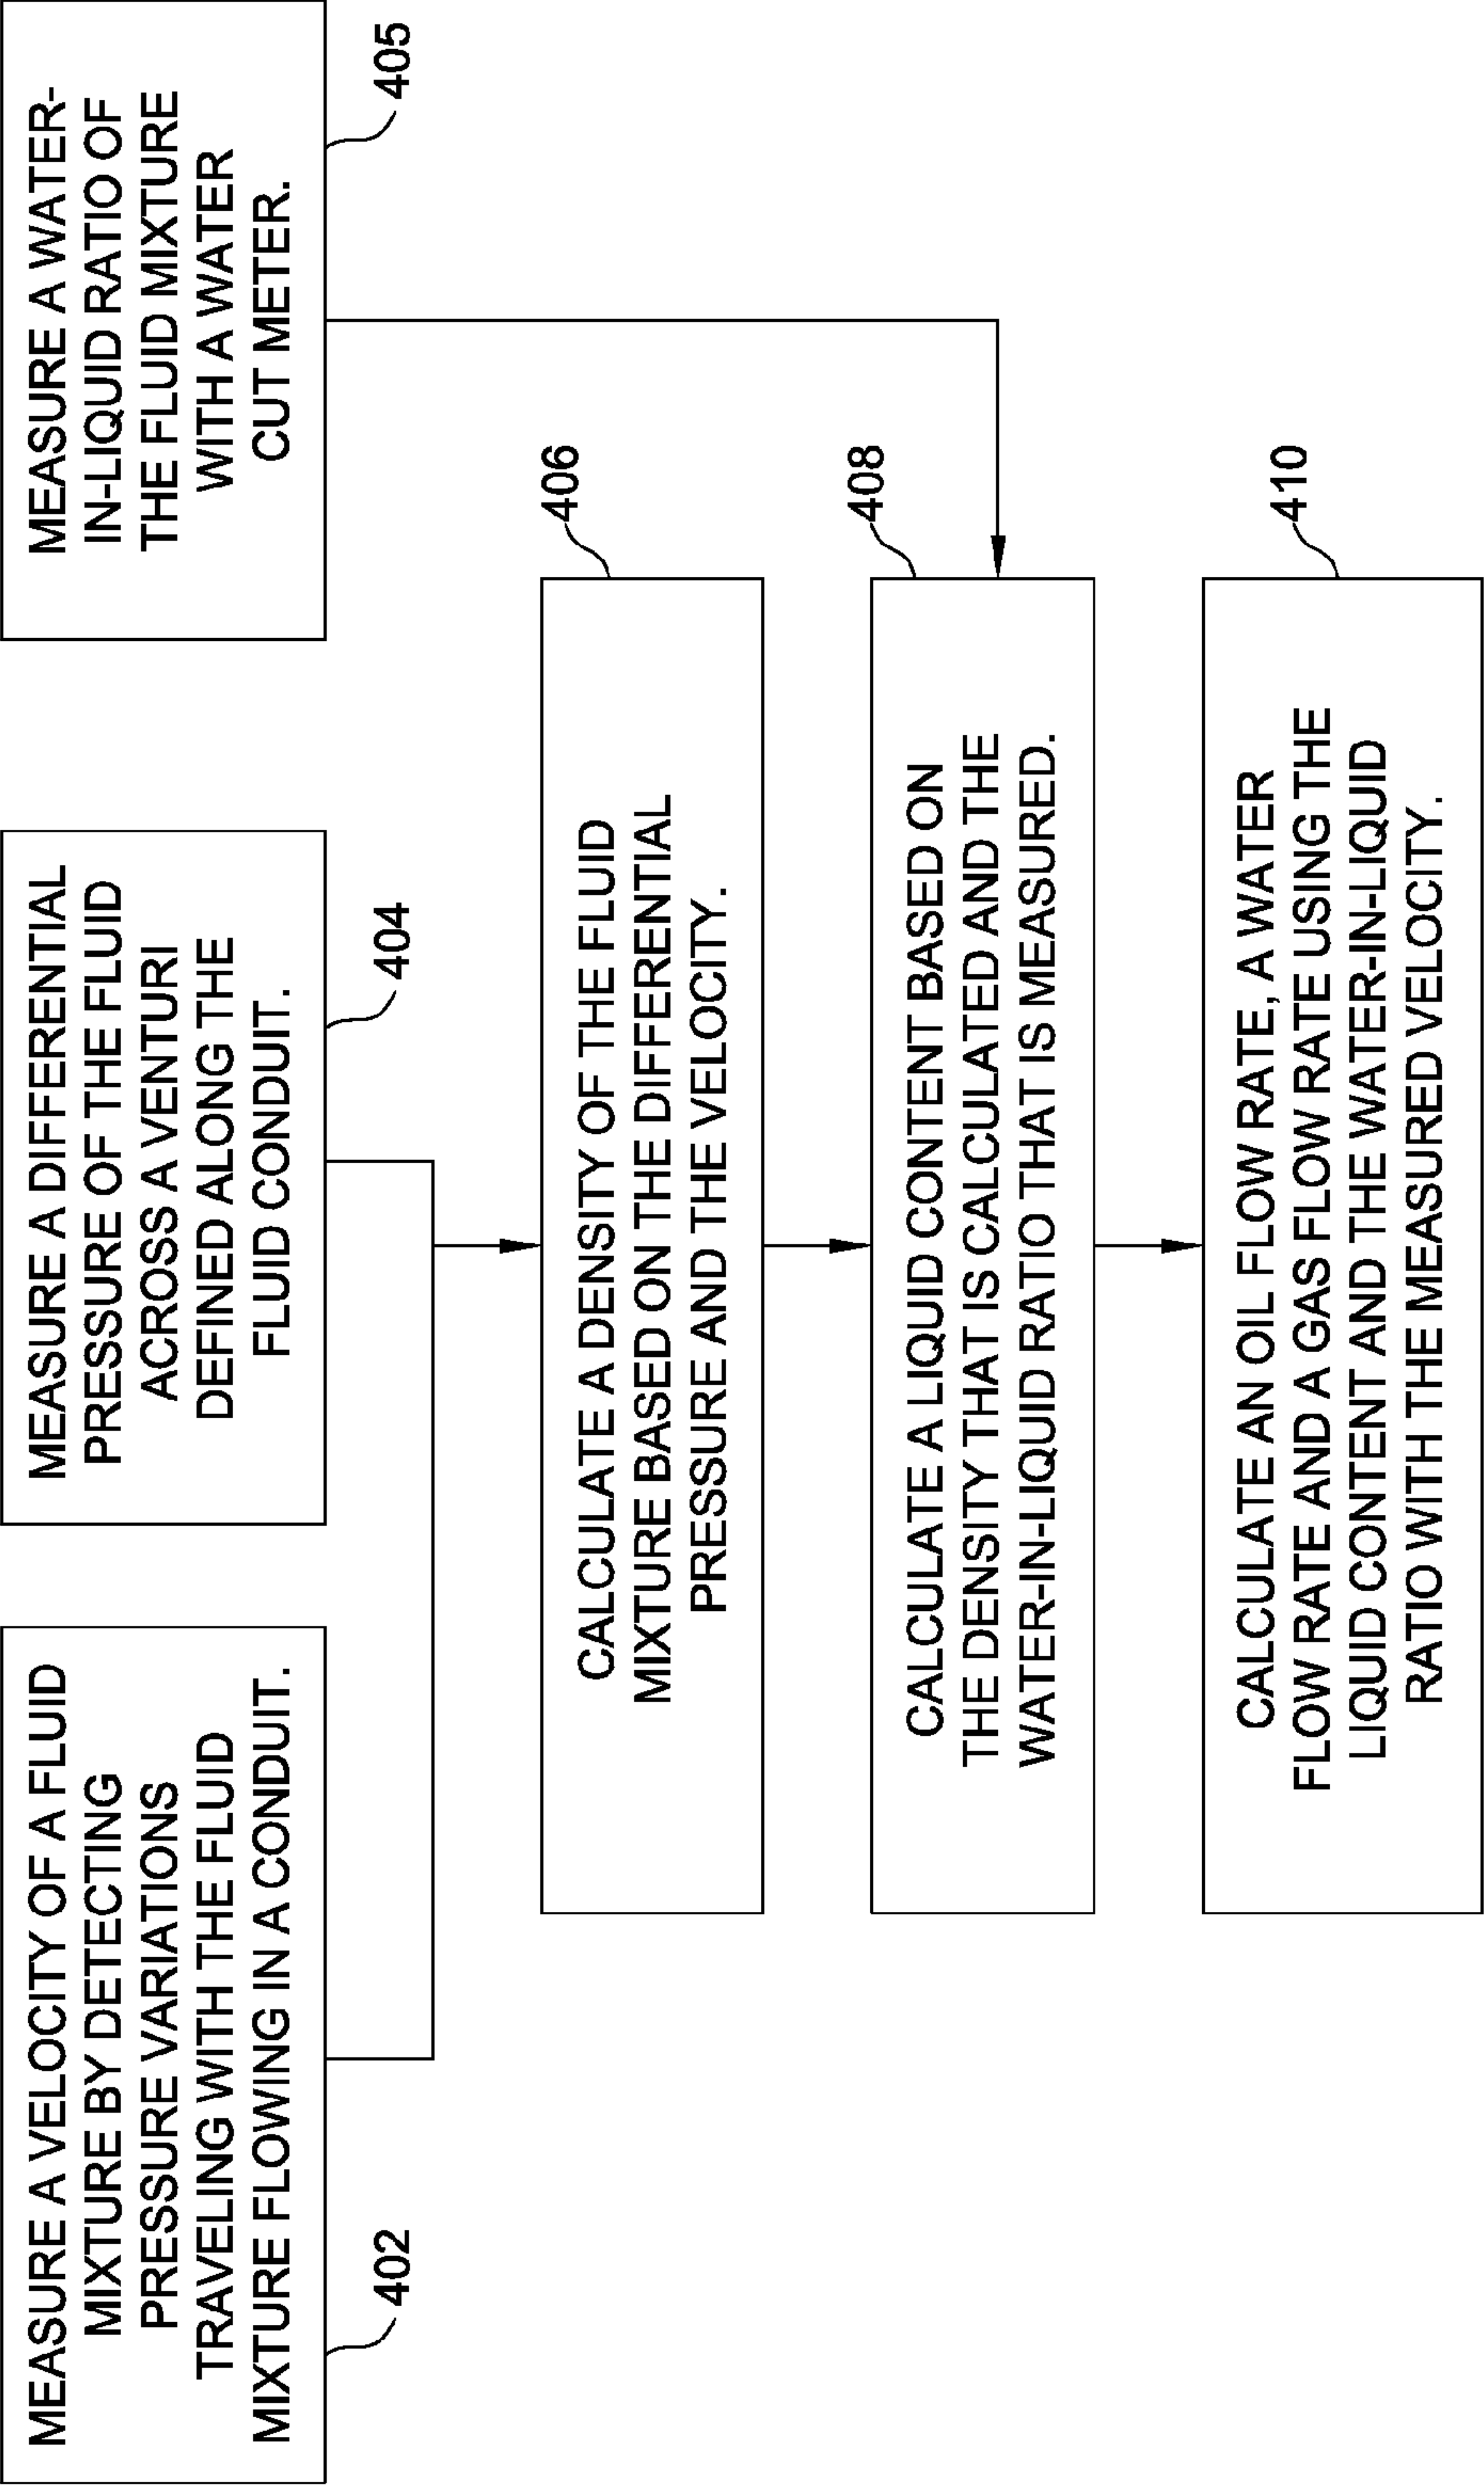 MEASURE A VELOCITY OF A FLUID
MIXTURE BY DETECTING
PRESSURE VARIATIONS
TRAVELING WITH THE FLUID
MIXTURE FLOWING IN A CONDUIT.
402
MEASURE A DIFFERENTIAL
PRESSURE OF THE FLUID
ACROSS A VENTURI
DEFINED ALONG THE
FLUID CONDUIT.
404
MEASURE A WATER-
IN-LIQUID RATIO OF
THE FLUID MIXTURE
WITH A WATER
CUT METER.
405
406
CALCULATE A DENSITY OF THE FLUID
MIXTURE BASED ON THE DIFFERENTIAL
PRESSURE AND THE VELOCITY.
408
CALCULATE A LIQUID CONTENT BASED ON
THE DENSITY THAT IS CALCULATED AND THE
WATER-IN-LIQUID RATIO THAT IS MEASURED.
410
CALCULATE AN OIL FLOW RATE, A WATER
FLOW RATE AND A GAS FLOW RATE USING THE
LIQUID CONTENT AND THE WATER-IN-LIQUID
RATIO WITH THE MEASURED VELOCITY.